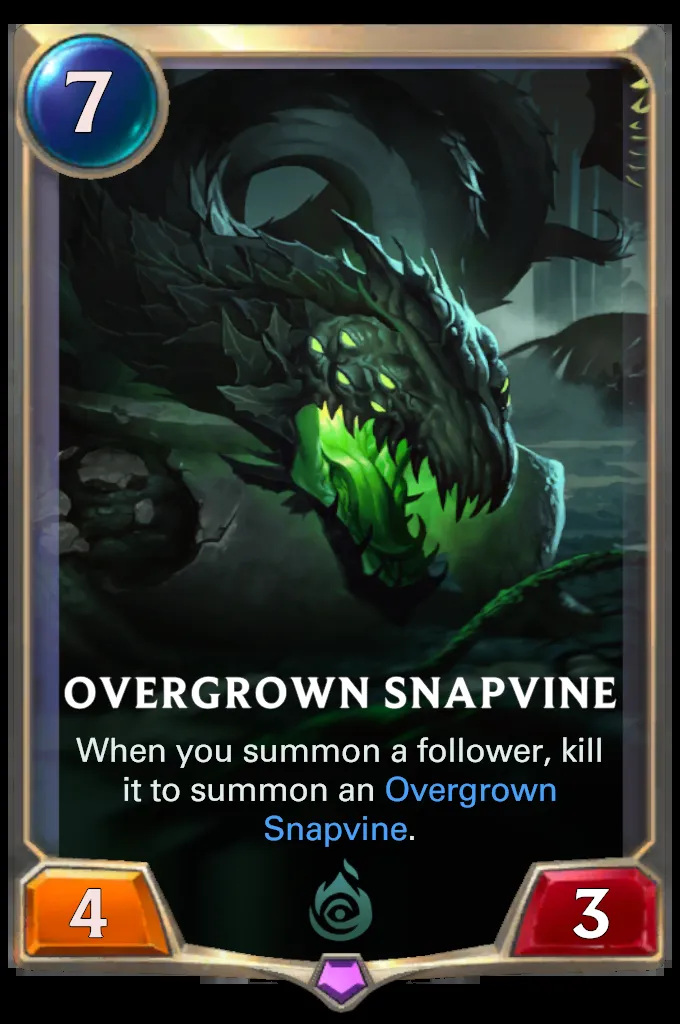 7
OVERGROWN SNAPVINE
When you summon a follower, kill
it to summon an Overgrown
Snapvine.
4
3